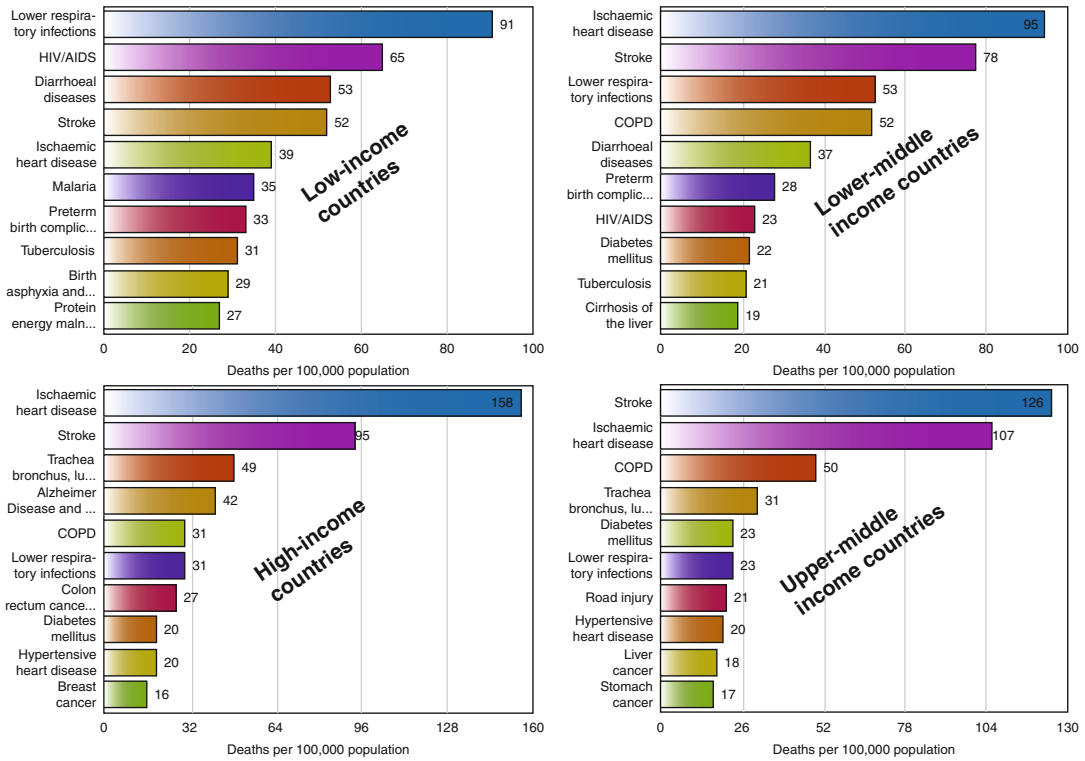 Lower respira-
tory infections
91
HIV/AIDS
65
Diarrhoeal
diseases
53
Stroke
52
Ischaemic
heart disease
39
Malaria
35
Preterm
birth complic...
33
Tuberculosis
31
Birth
asphyxia and...
29
Protein
energy maln...
27
Low-income
countries
0 20 40 60 80 100
Deaths per 100,000 population
Ischaemic
heart disease
95
Stroke
78
Lower respira-
tory infections
53
COPD
52
Diarrhoeal
diseases
37
Preterm
birth complic...
28
HIV/AIDS
23
Diabetes
mellitus
22
Tuberculosis
21
Cirrhosis of
the liver
19
Lower-middle
income countries
0 20 40 60 80 100
Deaths per 100,000 population
Ischaemic
heart disease
158
Stroke
95
Trachea
bronchus, lu...
49
Alzheimer
Disease and ...
42
COPD
31
Lower respira-
tory infections
31
Colon
rectum cance...
27
Diabetes
mellitus
20
Hypertensive
heart disease
20
Breast
cancer
16
High-income
countries
0 32 64 96 128 160
Deaths per 100,000 population
Stroke
126
Ischaemic
heart disease
107
COPD
50
Trachea
bronchus, lu...
31
Diabetes
mellitus
23
Lower respira-
tory infections
23
Road injury
21
Hypertensive
heart disease
20
Liver
cancer
18
Stomach
cancer
17
Upper-middle
income countries
0 26 52 78 104 130
Deaths per 100,000 population